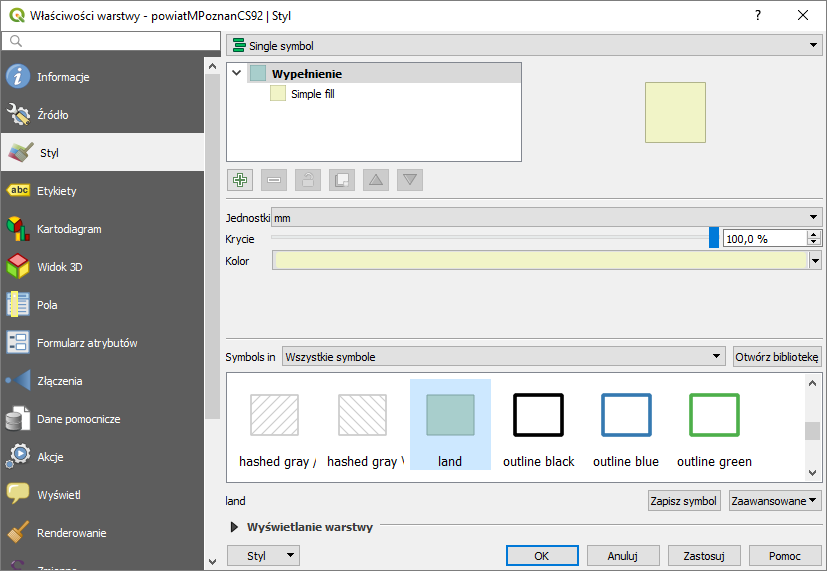 Właściwości warstwy - powiatMPoznanCS92 | Styl
?
Single symbol
Informacje
Źródło
Styl
Etykiety
abc
Kartodiagram
Widok 3D
Pola
Formularz atrybutów
Złączenia
Dane pomocnicze
Akcje
Wyświetl
Renderowanie
Zmienne
Wypełnienie
Simple fill
Jednostki mm
Krycie 100,0 %
Kolor
Symbols in Wszystkie symbole Otwórz bibliotekę
hashed gray / hashed gray \ land outline black outline blue outline green
land Zapisz symbol Zaawansowane
Wyświetlanie warstwy
Styl OK Anuluj Zastosuj Pomoc